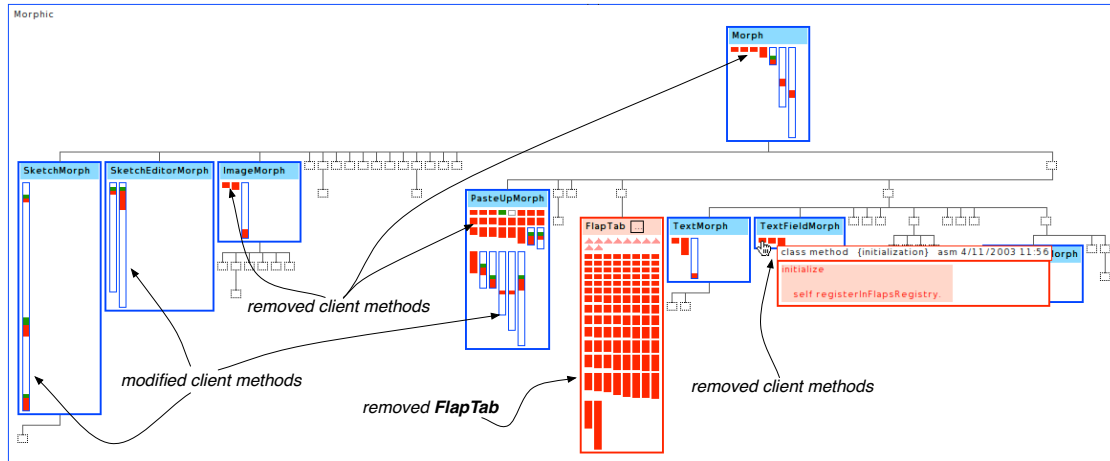 Morphic
Morph
SketchMorph
SketchEditorMorph
ImageMorph
PasteUpMorph
FlapTab ...
TextMorph
TextFieldMorph
class method {initialization} asm 4/11/2003 11:56
orph
initialize
self registerInFlapsRegistry.
removed client methods
modified client methods
removed FlapTab
removed client methods